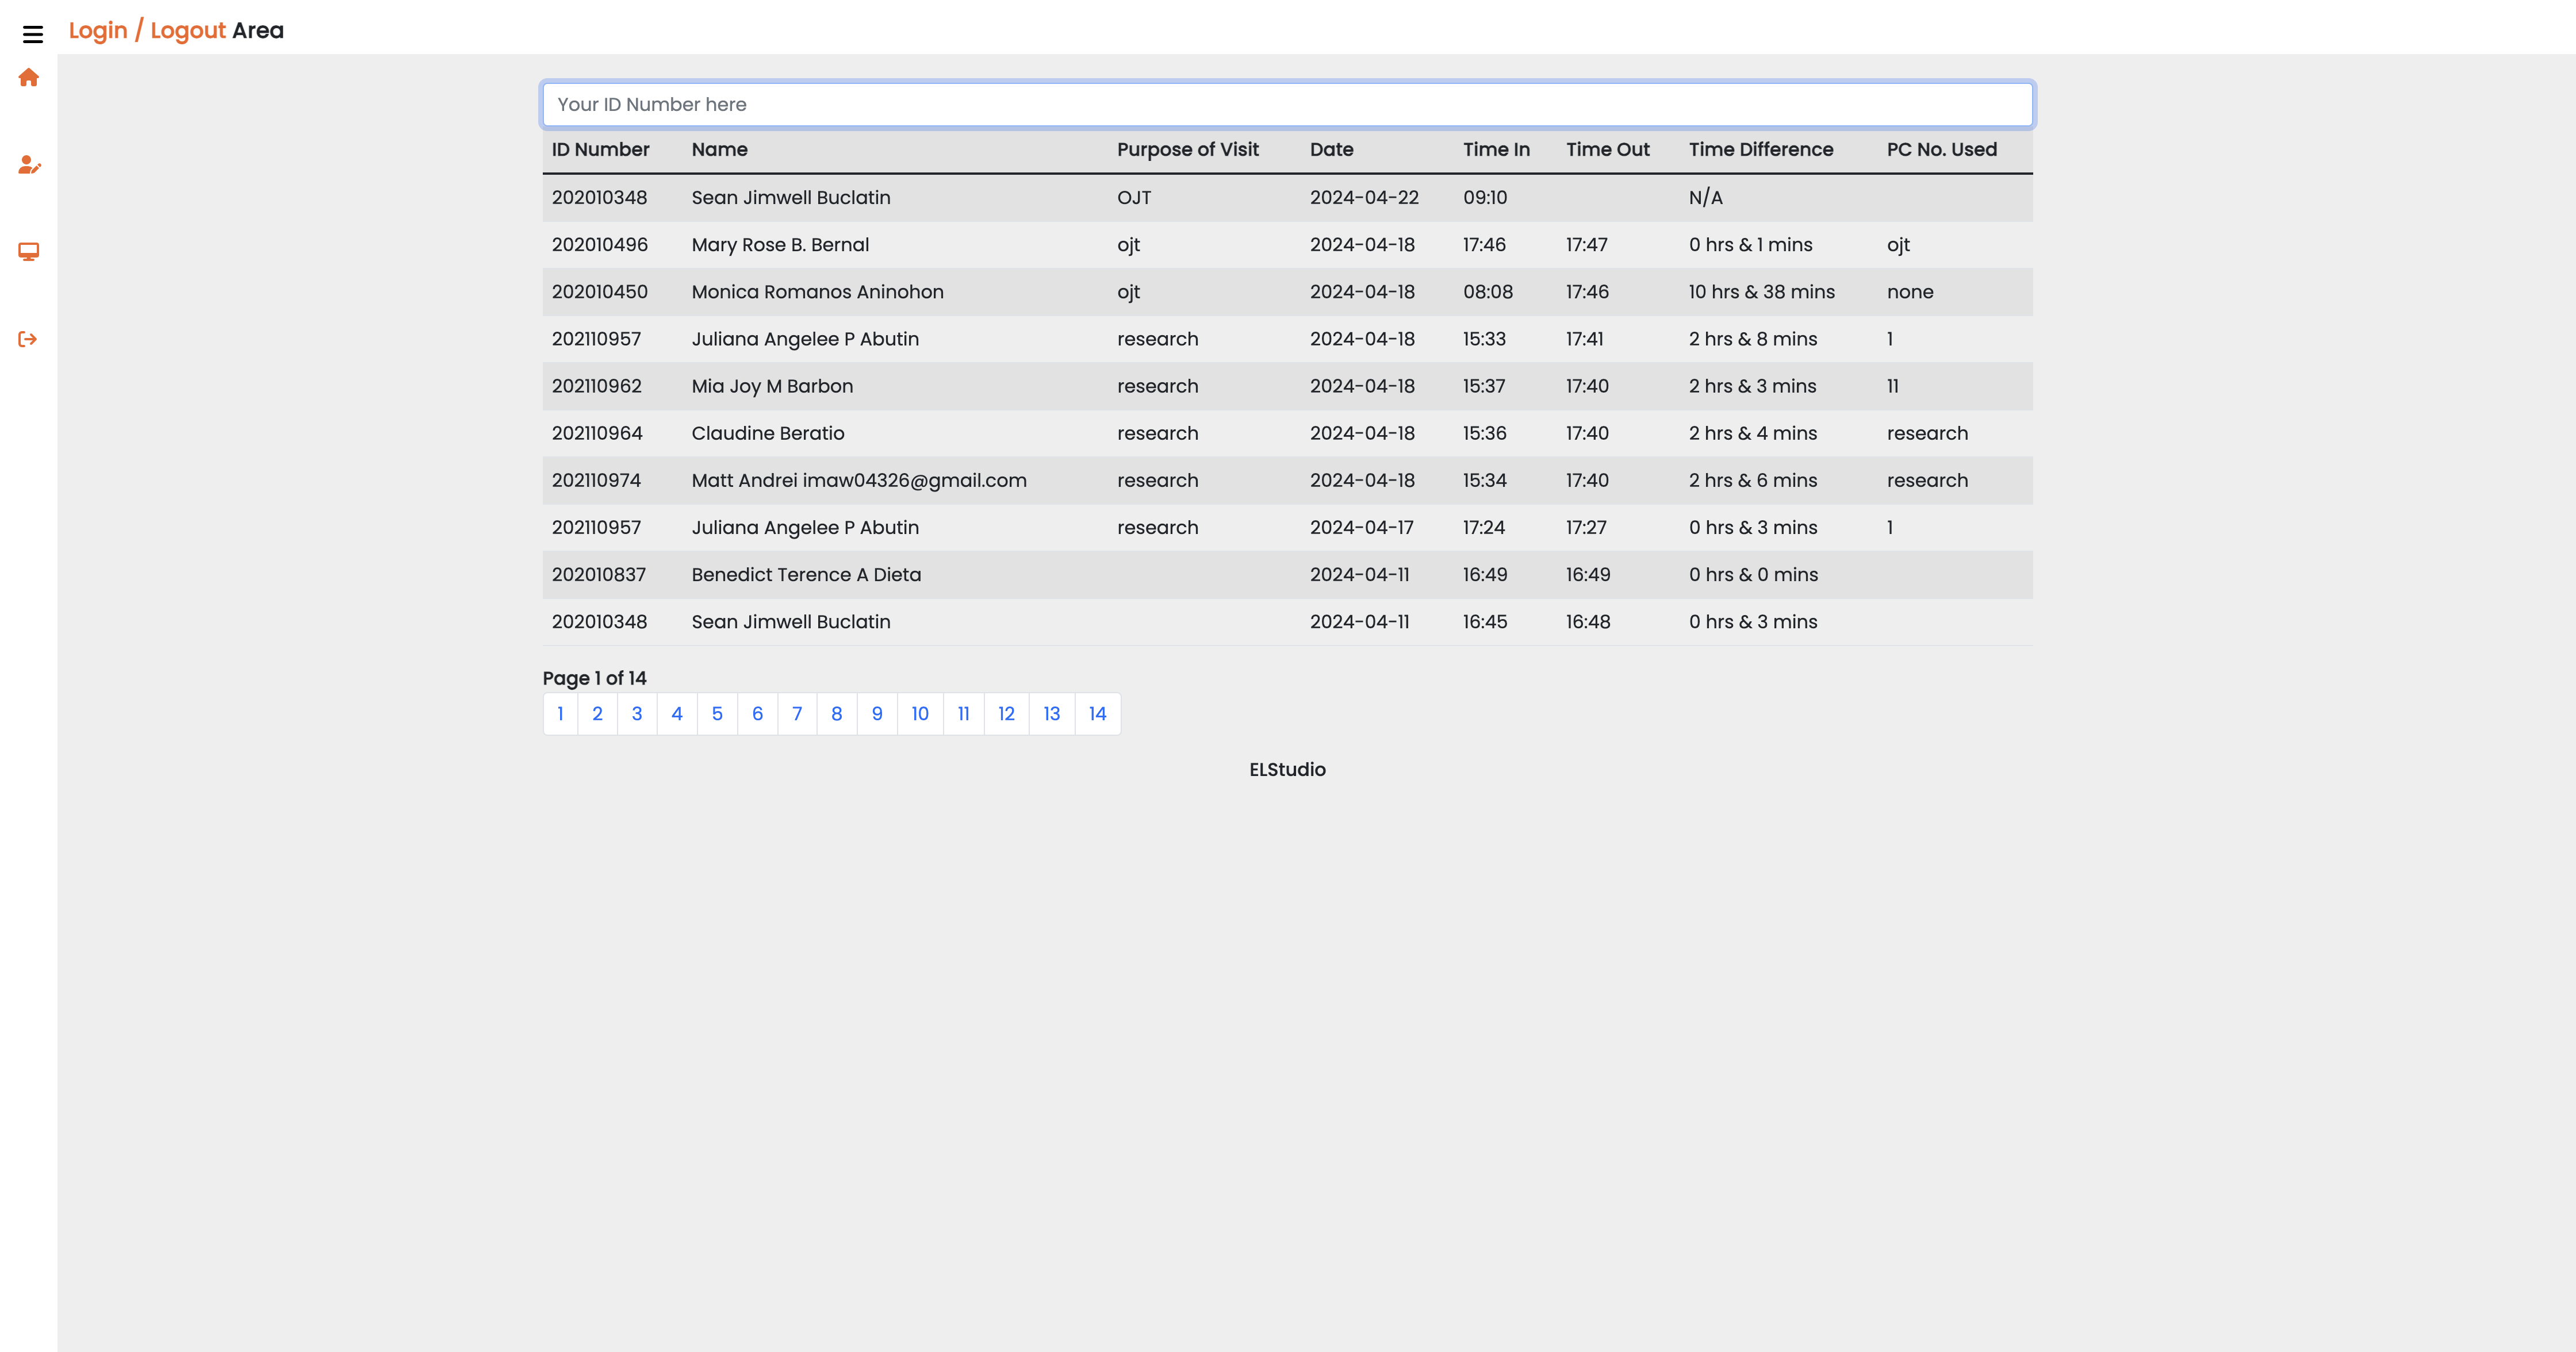 Login / Logout Area
Your ID Number here
ID Number Name Purpose of Visit Date Time In Time Out Time Difference PC No. Used
202010348 Sean Jimwell Buclatin OJT 2024-04-22 09:10 N/A
202010496 Mary Rose B. Bernal ojt 2024-04-18 17:46 17:47 0 hrs & 1 mins ojt
202010450 Monica Romanos Aninohon ojt 2024-04-18 08:08 17:46 10 hrs & 38 mins none
202110957 Juliana Angelee P Abutin research 2024-04-18 15:33 17:41 2 hrs & 8 mins 1
202110962 Mia Joy M Barbon research 2024-04-18 15:37 17:40 2 hrs & 3 mins 11
202110964 Claudine Beratio research 2024-04-18 15:36 17:40 2 hrs & 4 mins research
202110974 Matt Andrei imaw04326@gmail.com research 2024-04-18 15:34 17:40 2 hrs & 6 mins research
202110957 Juliana Angelee P Abutin research 2024-04-17 17:24 17:27 0 hrs & 3 mins 1
202010837 Benedict Terence A Dieta 2024-04-11 16:49 16:49 0 hrs & 0 mins
202010348 Sean Jimwell Buclatin 2024-04-11 16:45 16:48 0 hrs & 3 mins
Page 1 of 14
1 2 3 4 5 6 7 8 9 10 11 12 13 14
ELStudio